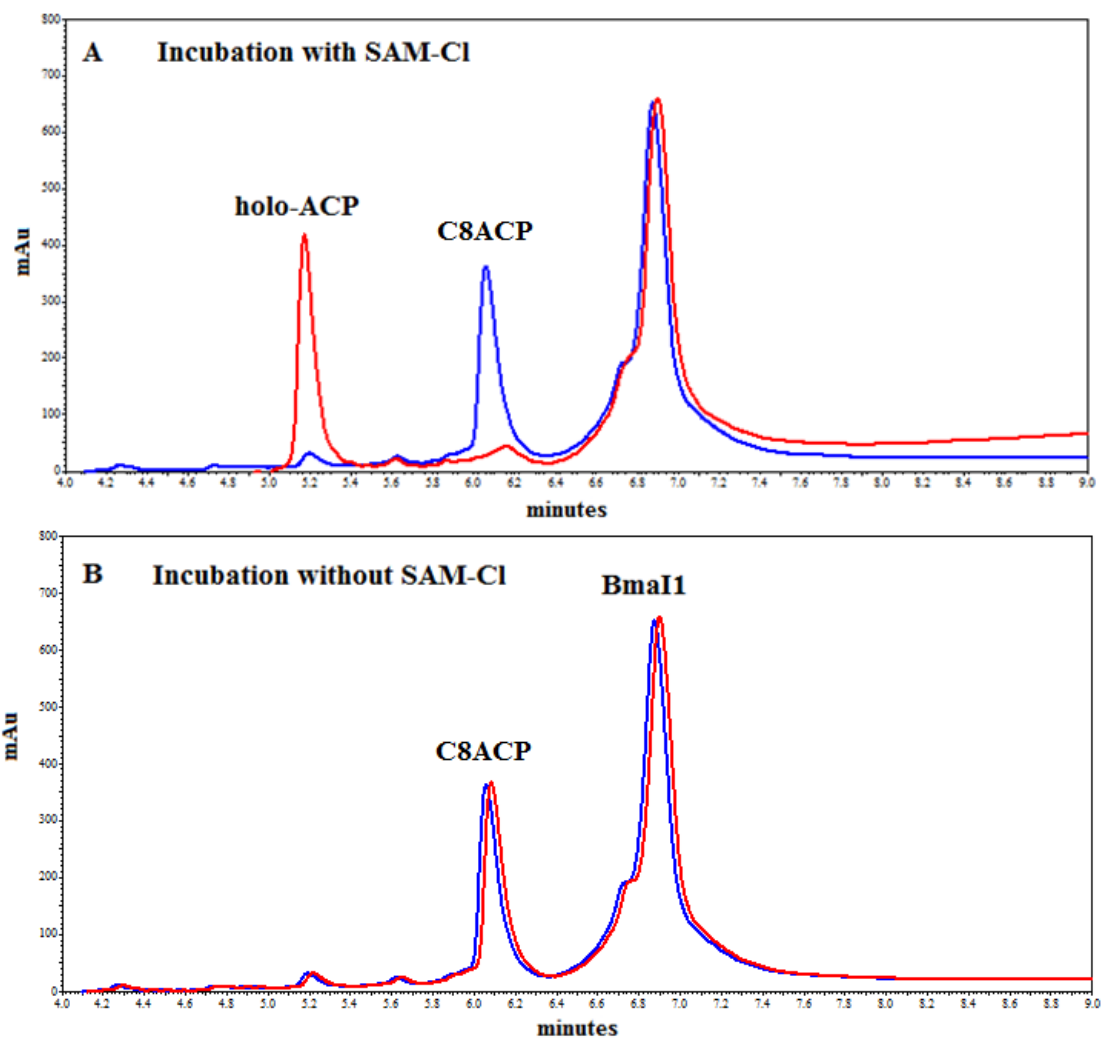 800
A Incubation with SAM-Cl
700
600
500
holo-ACP
C8ACP
400
mAu
300
200
100
0
4.0 4.2 4.4 4.6 4.8 5.0 5.2 5.4 5.6 5.8 6.0 6.2 6.4 6.6 6.8 7.0 7.2 7.4 7.6 7.8 8.0 8.2 8.4 8.6 8.8 9.0
minutes
800
B Incubation without SAM-Cl
BmaI1
700
600
500
C8ACP
mAu
400
300
200
100
0
4.0 4.2 4.4 4.6 4.8 5.0 5.2 5.4 5.6 5.8 6.0 6.2 6.4 6.6 6.8 7.0 7.2 7.4 7.6 7.8 8.0 8.2 8.4 8.6 8.8 9.0
minutes